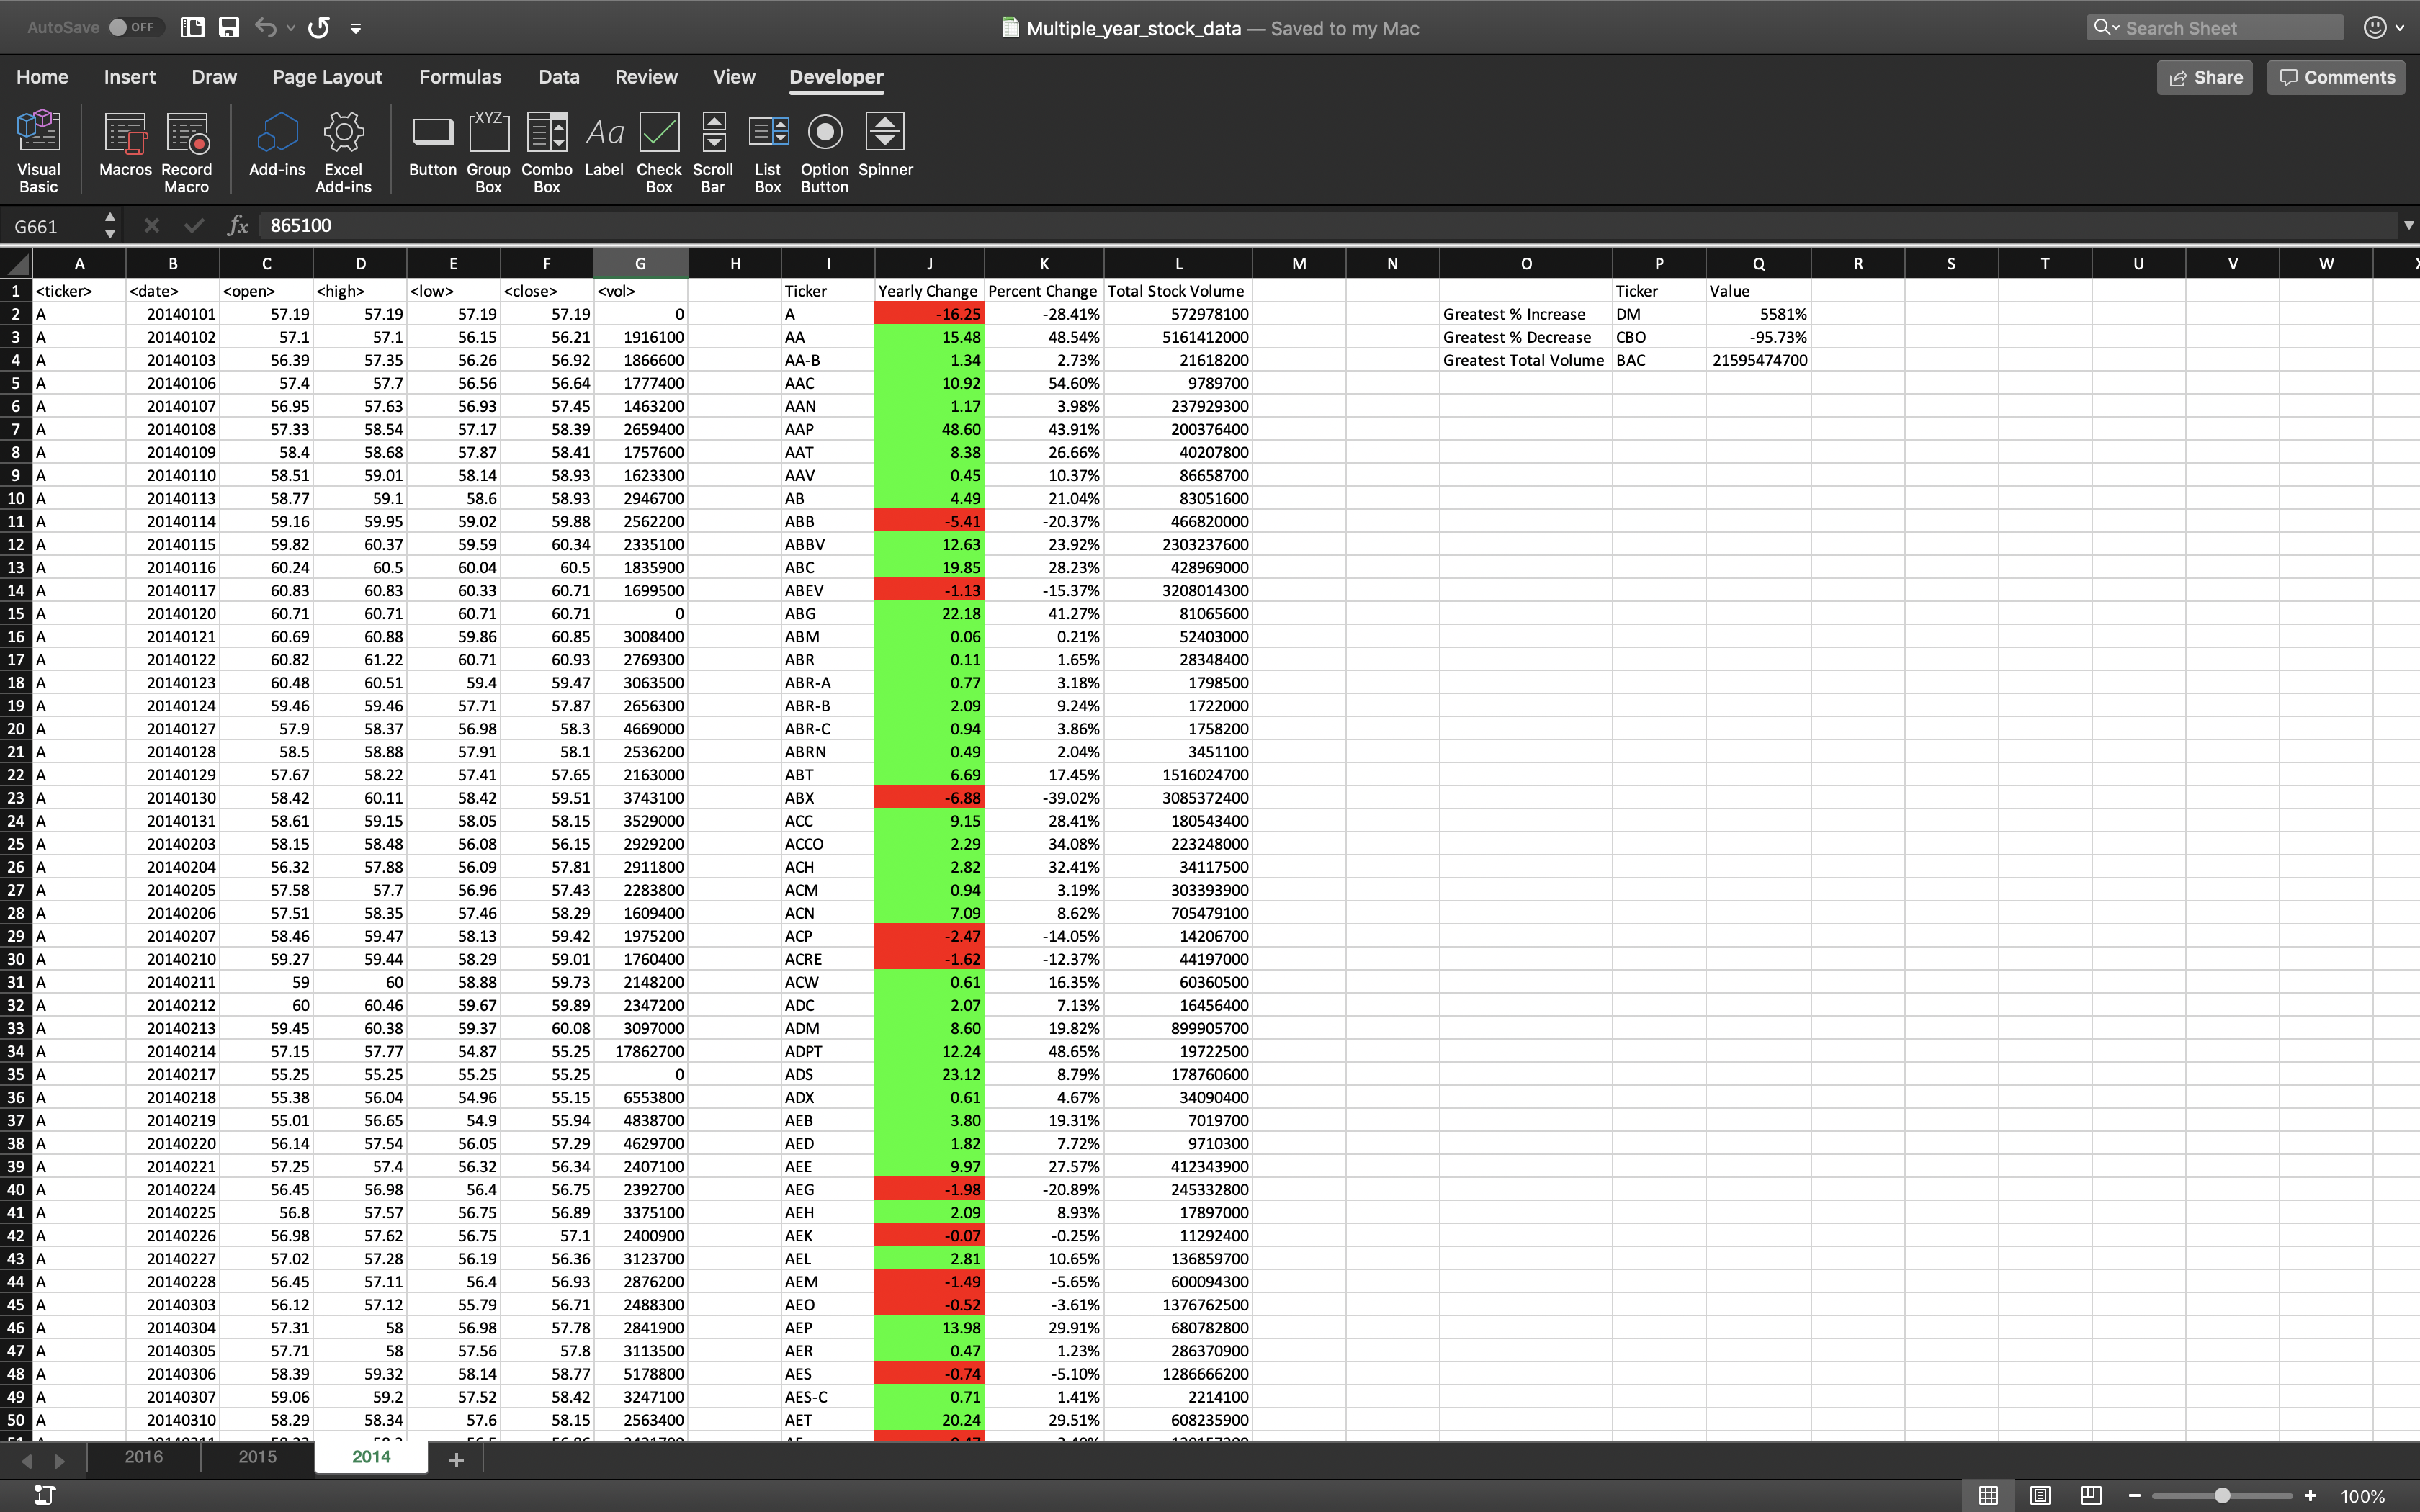 AutoSave OFF Multiple_year_stock_data — Saved to my Mac Search Sheet
Home Insert Draw Page Layout Formulas Data Review View Developer Share Comments
Visual Basic Macros Record Macro Add-ins Excel Add-ins Button Group Box Combo Box Label Check Box Scroll Bar List Box Option Button Spinner
G661 fx 865100
A B C D E F G H I J K L M N O P Q R S T U V W
1 <ticker> <date> <open> <high> <low> <close> <vol> Ticker Yearly Change Percent Change Total Stock Volume Ticker Value
2 A 20140101 57.19 57.19 57.19 57.19 0 A -16.25 -28.41% 572978100 Greatest % Increase DM 5581%
3 A 20140102 57.1 57.1 56.15 56.21 1916100 AA 15.48 48.54% 5161412000 Greatest % Decrease CBO -95.73%
4 A 20140103 56.39 57.35 56.26 56.92 1866600 AA-B 1.34 2.73% 21618200 Greatest Total Volume BAC 21595474700
5 A 20140106 57.4 57.7 56.56 56.64 1777400 AAC 10.92 54.60% 9789700
6 A 20140107 56.95 57.63 56.93 57.45 1463200 AAN 1.17 3.98% 237929300
7 A 20140108 57.33 58.54 57.17 58.39 2659400 AAP 48.60 43.91% 200376400
8 A 20140109 58.4 58.68 57.87 58.41 1757600 AAT 8.38 26.66% 40207800
9 A 20140110 58.51 59.01 58.14 58.93 1623300 AAV 0.45 10.37% 86658700
10 A 20140113 58.77 59.1 58.6 58.93 2946700 AB 4.49 21.04% 83051600
11 A 20140114 59.16 59.95 59.02 59.88 2562200 ABB -5.41 -20.37% 466820000
12 A 20140115 59.82 60.37 59.59 60.34 2335100 ABBV 12.63 23.92% 2303237600
13 A 20140116 60.24 60.5 60.04 60.5 1835900 ABC 19.85 28.23% 428969000
14 A 20140117 60.83 60.83 60.33 60.71 1699500 ABEV -1.13 -15.37% 3208014300
15 A 20140120 60.71 60.71 60.71 60.71 0 ABG 22.18 41.27% 81065600
16 A 20140121 60.69 60.88 59.86 60.85 3008400 ABM 0.06 0.21% 52403000
17 A 20140122 60.82 61.22 60.71 60.93 2769300 ABR 0.11 1.65% 28348400
18 A 20140123 60.48 60.51 59.4 59.47 3063500 ABR-A 0.77 3.18% 1798500
19 A 20140124 59.46 59.46 57.71 57.87 2656300 ABR-B 2.09 9.24% 1722000
20 A 20140127 57.9 58.37 56.98 58.3 4669000 ABR-C 0.94 3.86% 1758200
21 A 20140128 58.5 58.88 57.91 58.1 2536200 ABRN 0.49 2.04% 3451100
22 A 20140129 57.67 58.22 57.41 57.65 2163000 ABT 6.69 17.45% 1516024700
23 A 20140130 58.42 60.11 58.42 59.51 3743100 ABX -6.88 -39.02% 3085372400
24 A 20140131 58.61 59.15 58.05 58.15 3529000 ACC 9.15 28.41% 180543400
25 A 20140203 58.15 58.48 56.08 56.15 2929200 ACCO 2.29 34.08% 223248000
26 A 20140204 56.32 57.88 56.09 57.81 2911800 ACH 2.82 32.41% 34117500
27 A 20140205 57.58 57.7 56.96 57.43 2283800 ACM 0.94 3.19% 303393900
28 A 20140206 57.51 58.35 57.46 58.29 1609400 ACN 7.09 8.62% 705479100
29 A 20140207 58.46 59.47 58.13 59.42 1975200 ACP -2.47 -14.05% 14206700
30 A 20140210 59.27 59.44 58.29 59.01 1760400 ACRE -1.62 -12.37% 44197000
31 A 20140211 59 60 58.88 59.73 2148200 ACW 0.61 16.35% 60360500
32 A 20140212 60 60.46 59.67 59.89 2347200 ADC 2.07 7.13% 16456400
33 A 20140213 59.45 60.38 59.37 60.08 3097000 ADM 8.60 19.82% 899905700
34 A 20140214 57.15 57.77 54.87 55.25 17862700 ADPT 12.24 48.65% 19722500
35 A 20140217 55.25 55.25 55.25 55.25 0 ADS 23.12 8.79% 178760600
36 A 20140218 55.38 56.04 54.96 55.15 6553800 ADX 0.61 4.67% 34090400
37 A 20140219 55.01 56.65 54.9 55.94 4838700 AEB 3.80 19.31% 7019700
38 A 20140220 56.14 57.54 56.05 57.29 4629700 AED 1.82 7.72% 9710300
39 A 20140221 57.25 57.4 56.32 56.34 2407100 AEE 9.97 27.57% 412343900
40 A 20140224 56.45 56.98 56.4 56.75 2392700 AEG -1.98 -20.89% 245332800
41 A 20140225 56.8 57.57 56.75 56.89 3375100 AEH 2.09 8.93% 17897000
42 A 20140226 56.98 57.62 56.75 57.1 2400900 AEK -0.07 -0.25% 11292400
43 A 20140227 57.02 57.28 56.19 56.36 3123700 AEL 2.81 10.65% 136859700
44 A 20140228 56.45 57.11 56.4 56.93 2876200 AEM -1.49 -5.65% 600094300
45 A 20140303 56.12 57.12 55.79 56.71 2488300 AEO -0.52 -3.61% 1376762500
46 A 20140304 57.31 58 56.98 57.78 2841900 AEP 13.98 29.91% 680782800
47 A 20140305 57.71 58 57.56 57.8 3113500 AER 0.47 1.23% 286370900
48 A 20140306 58.39 59.32 58.14 58.77 5178800 AES -0.74 -5.10% 1286666200
49 A 20140307 59.06 59.2 57.52 58.42 3247100 AES-C 0.71 1.41% 2214100
50 A 20140310 58.29 58.34 57.6 58.15 2563400 AET 20.24 29.51% 608235900
2016 2015 2014 +
100%